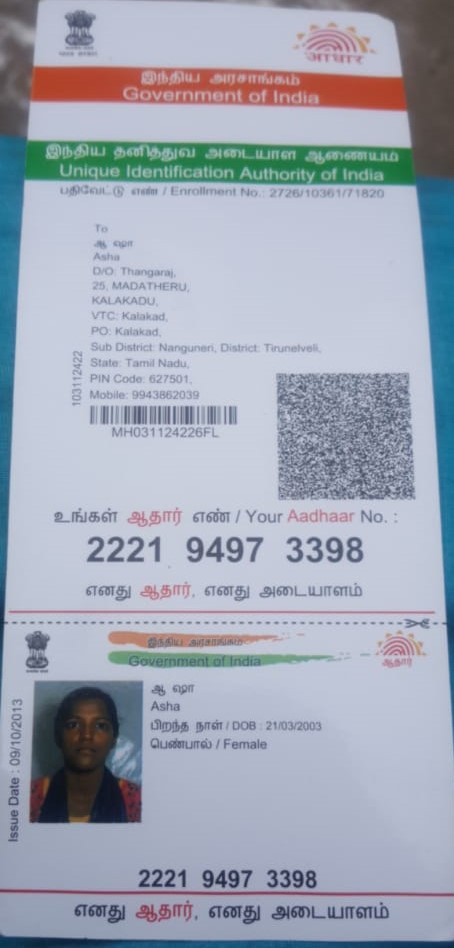 भारत सरकार
आधार
இந்திய அரசாங்கம்
Government of India
இந்திய தனித்துவ அடையாள ஆணையம்
Unique Identification Authority of India
பதிவேட்டு எண் / Enrollment No.: 2726/10361/71820
To
ஆ ஷா
Asha
D/O: Thangaraj,
25, MADATHERU,
KALAKADU,
VTC: Kalakad,
PO: Kalakad,
Sub District: Nanguneri, District: Tirunelveli,
State: Tamil Nadu,
PIN Code: 627501,
Mobile: 9943862039
103112422
MH031124226FL
உங்கள் ஆதார் எண் / Your Aadhaar No. :
2221 9497 3398
எனது ஆதார், எனது அடையாளம்
இந்திய அரசாங்கம்
Government of India
ஆதார்
ஆ ஷா
Asha
பிறந்த நாள் / DOB : 21/03/2003
பெண்பால் / Female
Issue Date : 09/10/2013
2221 9497 3398
எனது ஆதார், எனது அடையாளம்